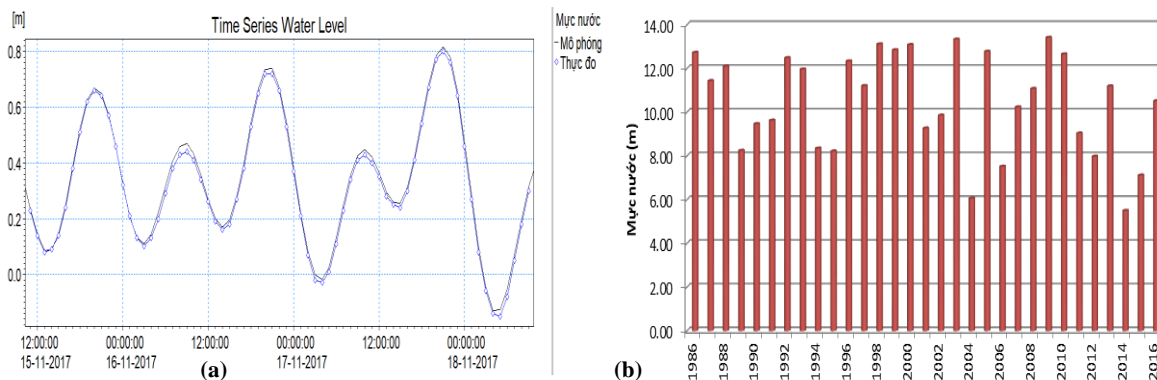 [m]
Time Series Water Level
Mực nước
Mô phỏng
Thực đo
0.8
0.6
0.4
0.2
0.0
12:00:00 00:00:00 12:00:00 00:00:00 12:00:00 00:00:00
15-11-2017 16-11-2017 17-11-2017 18-11-2017
(a)
Mực nước (m)
14.00
12.00
10.00
8.00
6.00
4.00
2.00
0.00
1986 1988 1990 1992 1994 1996 1998 2000 2002 2004 2006 2008 2010 2012 2014 2016
(b)